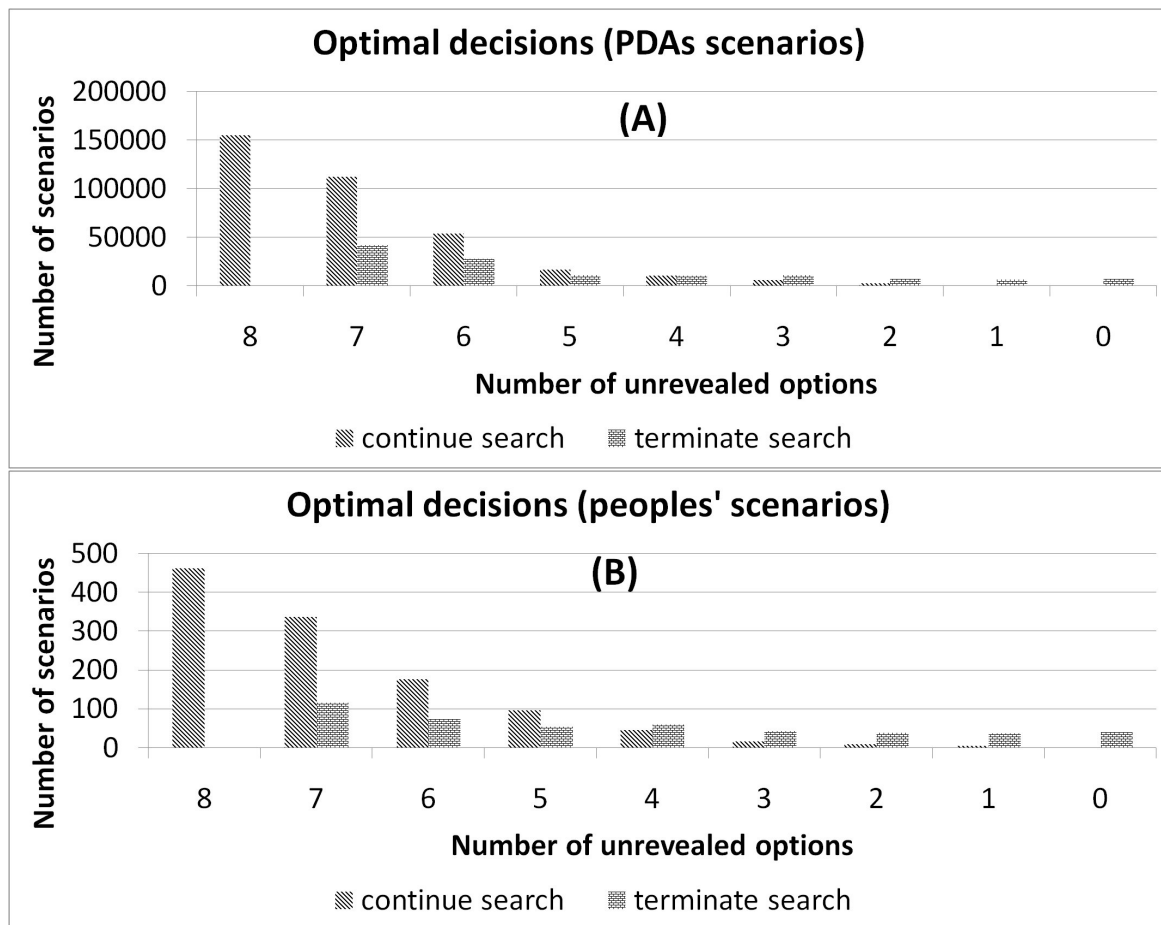 Optimal decisions (PDAs scenarios)
(A)
Number of scenarios
200000
150000
100000
50000
0
8 7 6 5 4 3 2 1 0
Number of unrevealed options
continue search terminate search
Optimal decisions (peoples' scenarios)
(B)
Number of scenarios
500
400
300
200
100
0
8 7 6 5 4 3 2 1 0
Number of unrevealed options
continue search terminate search